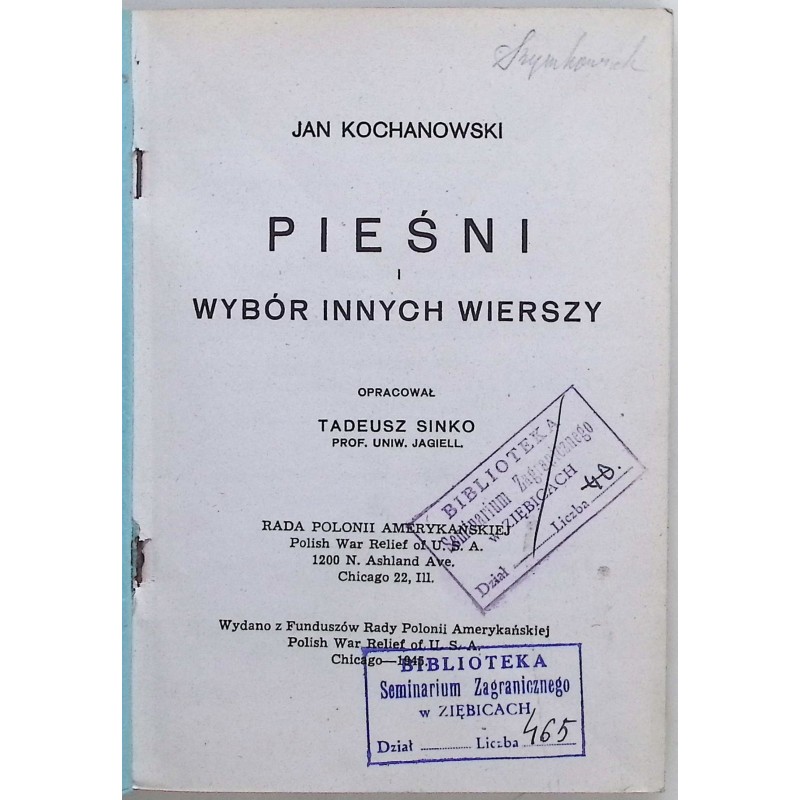 Szymkowiak
JAN KOCHANOWSKI
PIEŚNI
I
WYBÓR INNYCH WIERSZY
OPRACOWAŁ
TADEUSZ SINKO
PROF. UNIW. JAGIELL.
BIBLIOTEKA
Seminarium Zagranicznego
w ZIĘBICACH
Dział Liczba 40.
RADA POLONII AMERYKAŃSKIEJ
Polish War Relief of U. S. A.
1200 N. Ashland Ave.
Chicago 22, Ill.
Wydano z Funduszów Rady Polonii Amerykańskiej
Polish War Relief of U. S. A.
Chicago—1945.
BIBLIOTEKA
Seminarium Zagranicznego
w ZIĘBICACH
Dział Liczba 465